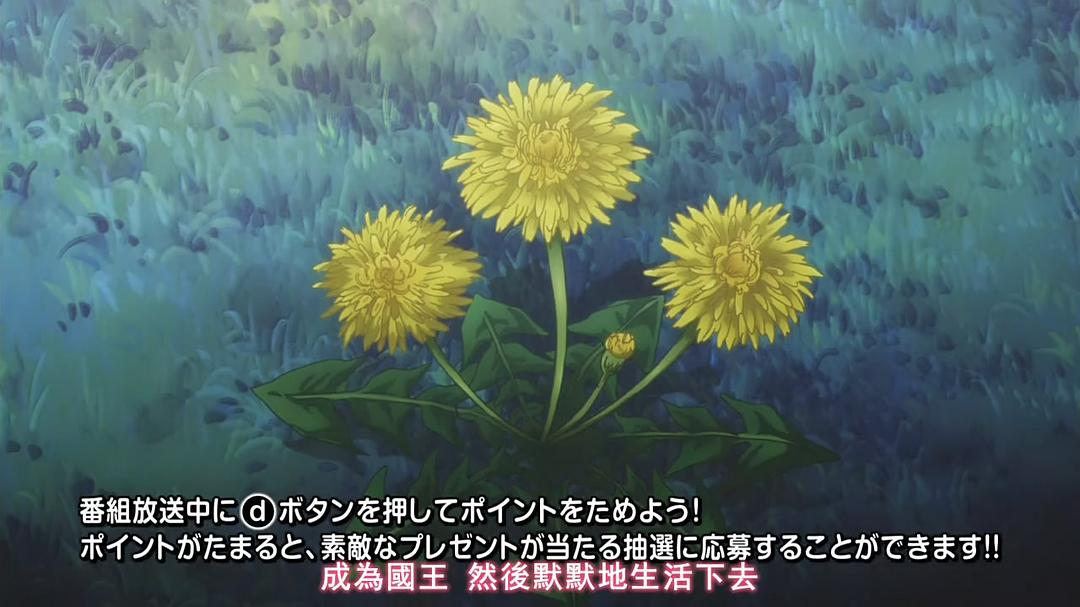 番組放送中にⓓボタンを押してポイントをためよう!
ポイントがたまると、素敵なプレゼントが当たる抽選に応募することができます!!
成為國王 然後默默地生活下去